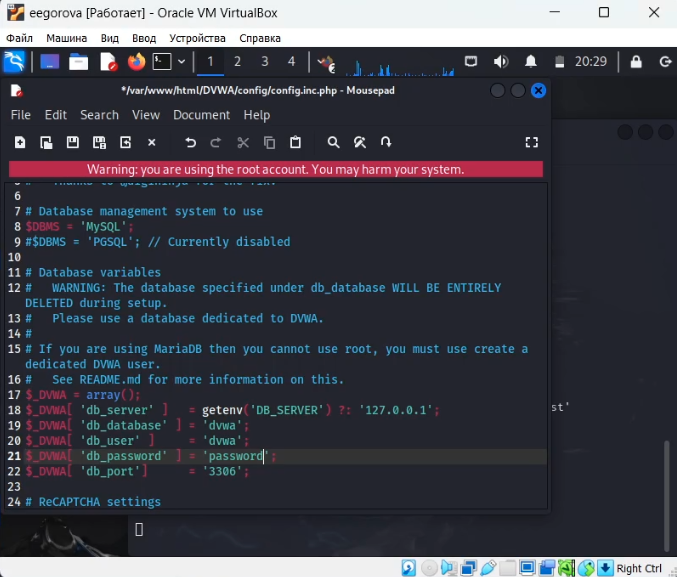 eegorova [Работает] - Oracle VM VirtualBox
Файл Машина Вид Ввод Устройства Справка
1 2 3 4 20:29
*/var/www/html/DVWA/config/config.inc.php - Mousepad
File Edit Search View Document Help
Warning: you are using the root account. You may harm your system.
6
7 # Database management system to use
8 $DBMS = 'MySQL';
9 #$DBMS = 'PGSQL'; // Currently disabled
10
11 # Database variables
12 #   WARNING: The database specified under db_database WILL BE ENTIRELY
DELETED during setup.
13 #   Please use a database dedicated to DVWA.
14 #
15 # If you are using MariaDB then you cannot use root, you must use create a
dedicated DVWA user.
16 #   See README.md for more information on this.
17 $_DVWA = array();
18 $_DVWA[ 'db_server' ]   = getenv('DB_SERVER') ?: '127.0.0.1';
19 $_DVWA[ 'db_database' ] = 'dvwa';
20 $_DVWA[ 'db_user' ]     = 'dvwa';
21 $_DVWA[ 'db_password' ] = 'password';
22 $_DVWA[ 'db_port']      = '3306';
23
24 # ReCAPTCHA settings
st'
Right Ctrl